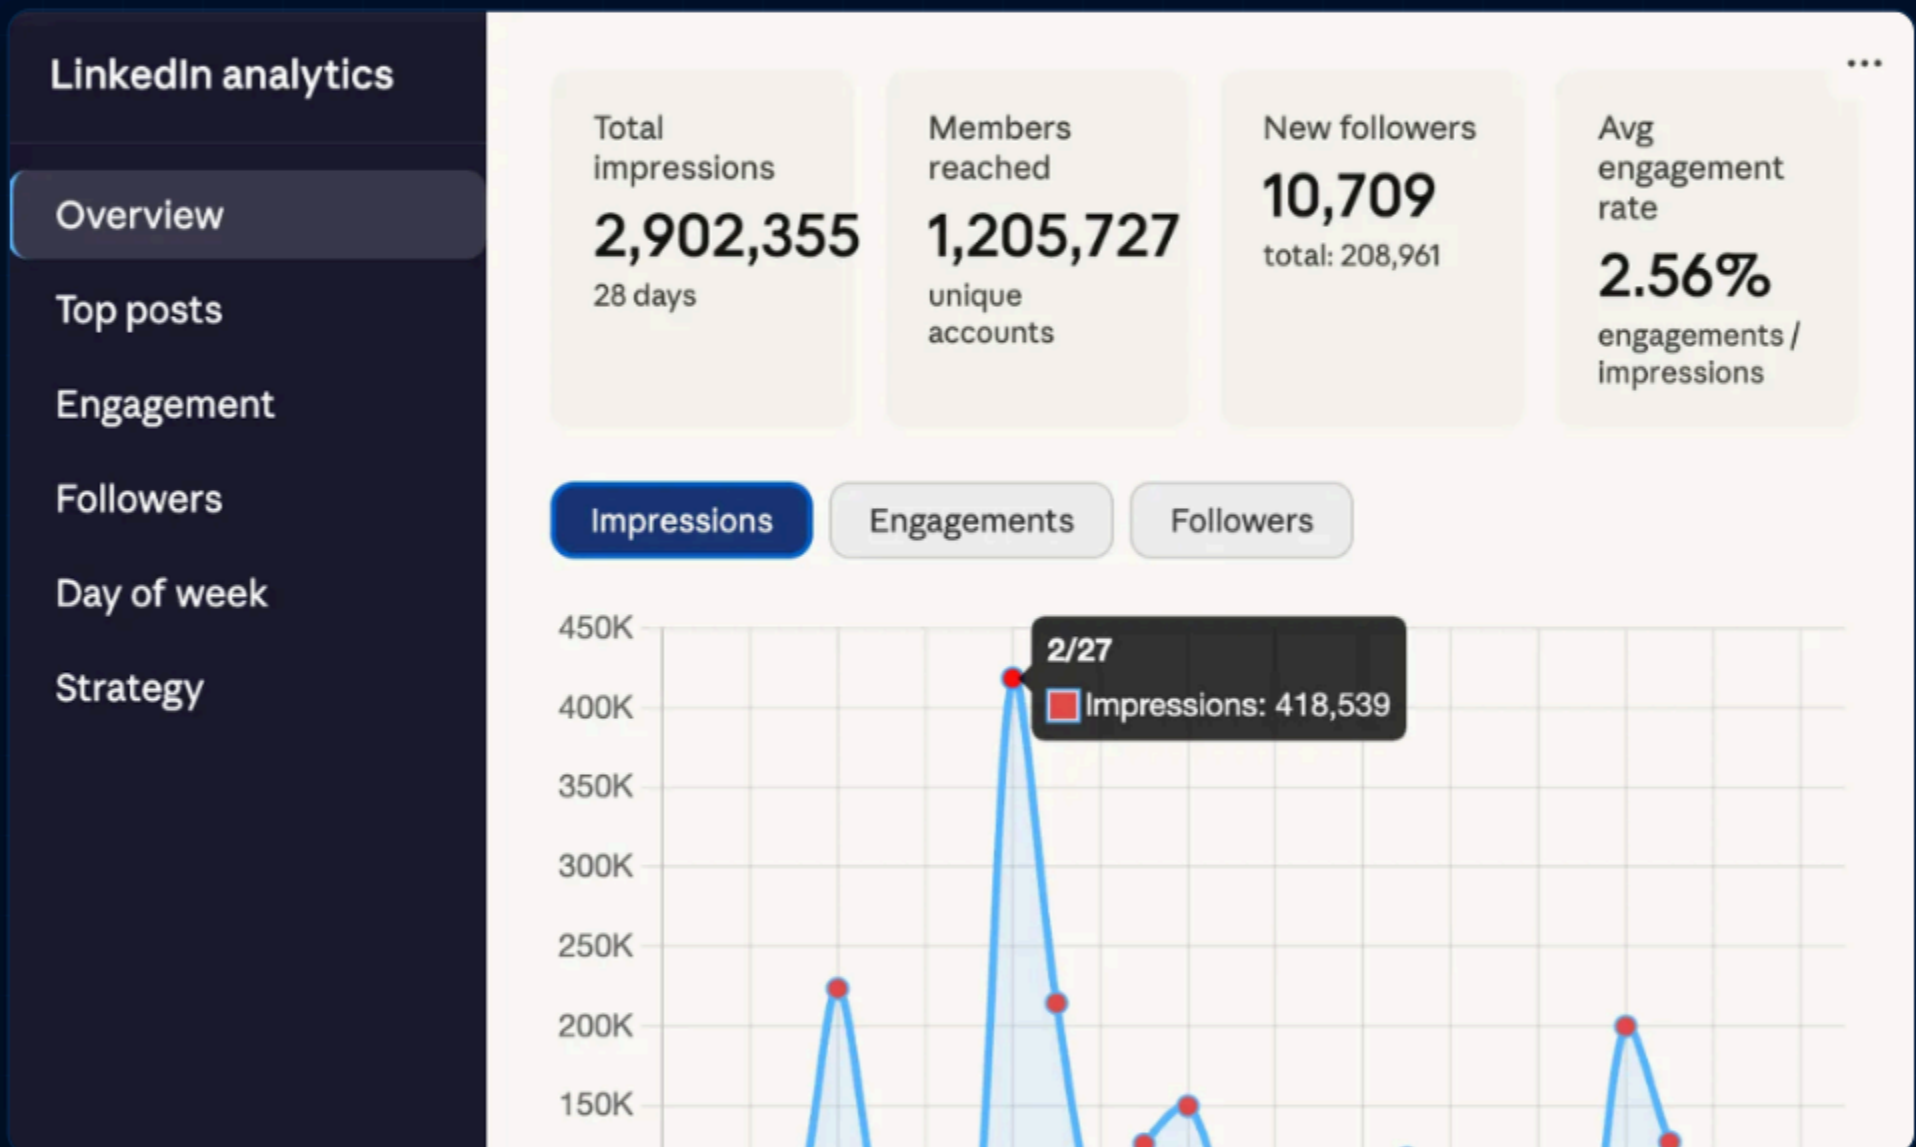 LinkedIn analytics
Overview
Top posts
Engagement
Followers
Day of week
Strategy
...
Total
impressions
2,902,355
28 days
Members
reached
1,205,727
unique
accounts
New followers
10,709
total: 208,961
Avg
engagement
rate
2.56%
engagements /
impressions
Impressions
Engagements
Followers
450K
400K
350K
300K
250K
200K
150K
2/27
Impressions: 418,539